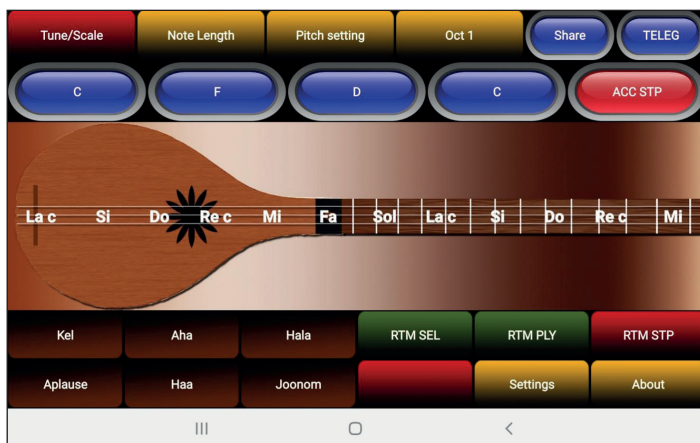 Tune/Scale Note Length Pitch setting Oct 1 Share TELEG
C F D C ACC STP
La c Si Do Re c Mi Fa Sol La c Si Do Re c Mi
Kel Aha Hala RTM SEL RTM PLY RTM STP
Aplause Haa Joonom Settings About